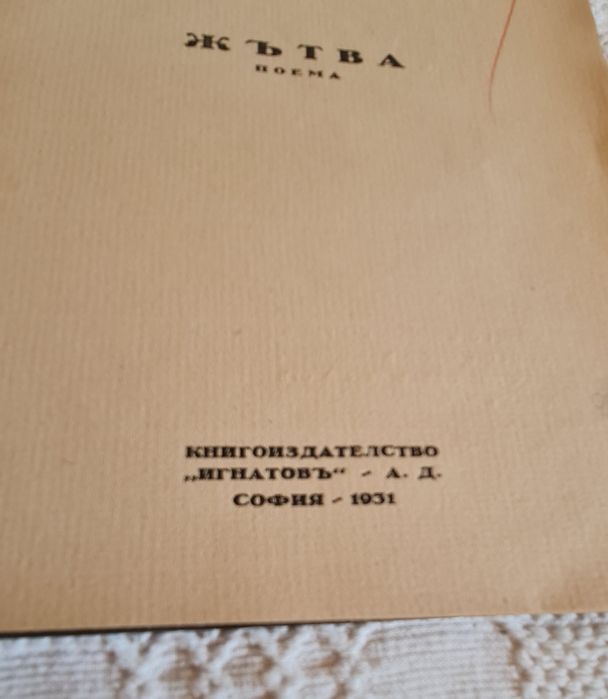 ЖЪТВА
ПОЕМА
КНИГОИЗДАТЕЛСТВО
„ИГНАТОВЪ“ - А. Д.
СОФИЯ - 1931